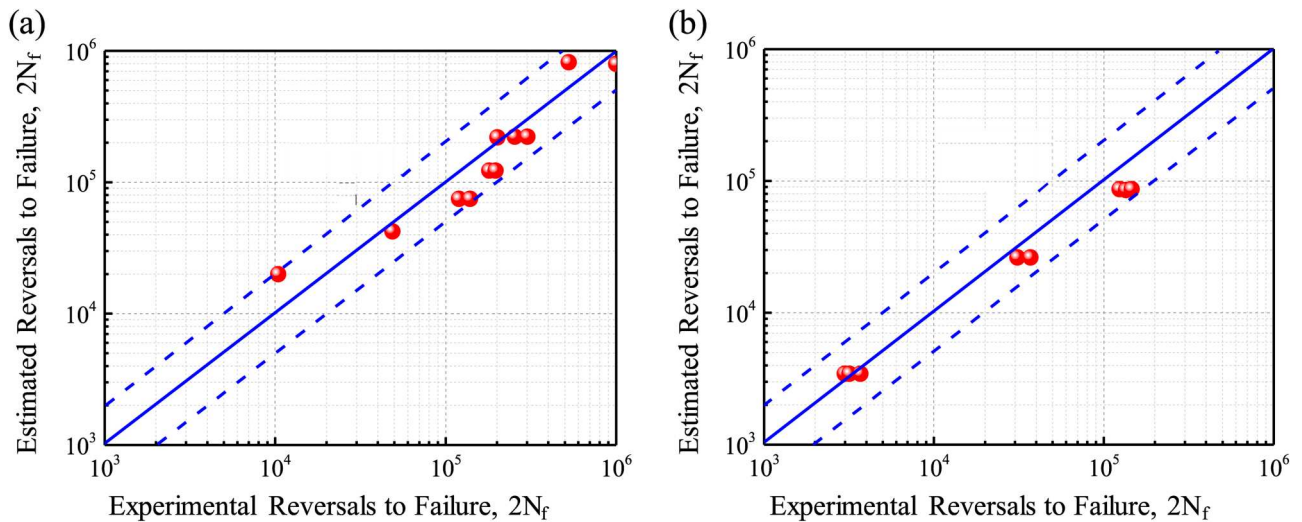 (a)
Estimated Reversals to Failure, 2N_f
10^6
10^5
10^4
10^3
10^3 10^4 10^5 10^6
Experimental Reversals to Failure, 2N_f
(b)
Estimated Reversals to Failure, 2N_f
10^6
10^5
10^4
10^3
10^3 10^4 10^5 10^6
Experimental Reversals to Failure, 2N_f